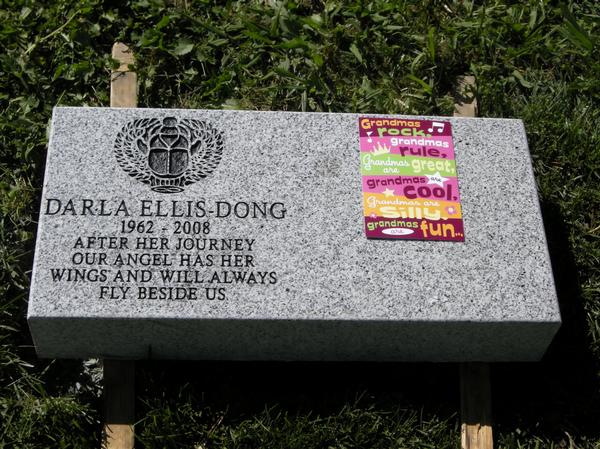 DARLA ELLIS-DONG
1962 - 2008
AFTER HER JOURNEY
OUR ANGEL HAS HER
WINGS AND WILL ALWAYS
FLY BESIDE US
Grandmas
rock,
grandmas
rule,
Grandmas
are great,
grandmas are
cool.
Grandmas are
silly,
grandmas
are fun...